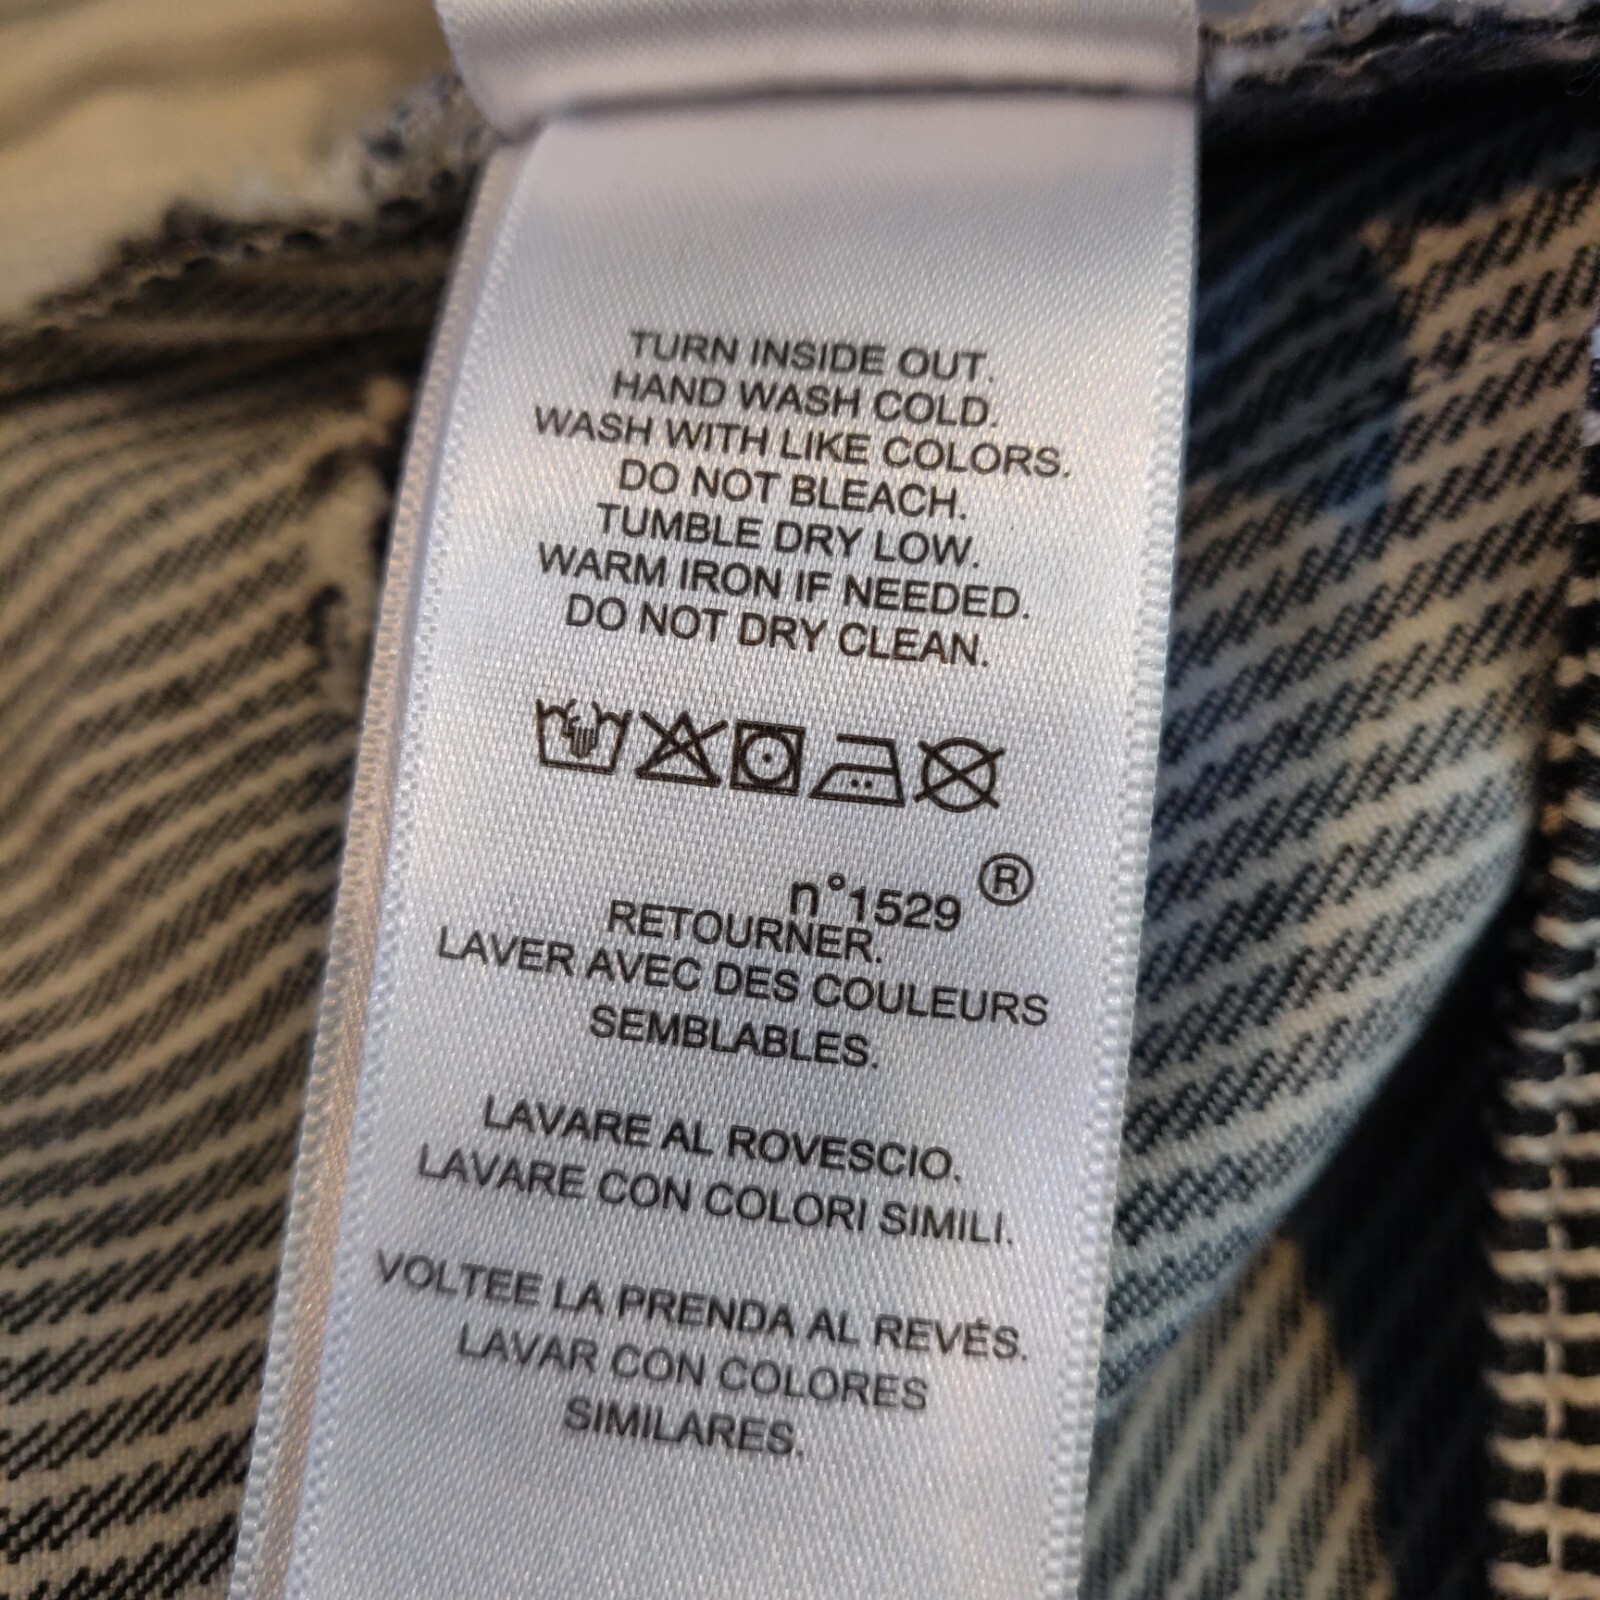 TURN INSIDE OUT.
HAND WASH COLD.
WASH WITH LIKE COLORS.
DO NOT BLEACH.
TUMBLE DRY LOW.
WARM IRON IF NEEDED.
DO NOT DRY CLEAN.
n°1529 ®
RETOURNER.
LAVER AVEC DES COULEURS
SEMBLABLES.
LAVARE AL ROVESCIO.
LAVARE CON COLORI SIMILI.
VOLTEE LA PRENDA AL REVÉS.
LAVAR CON COLORES
SIMILARES.